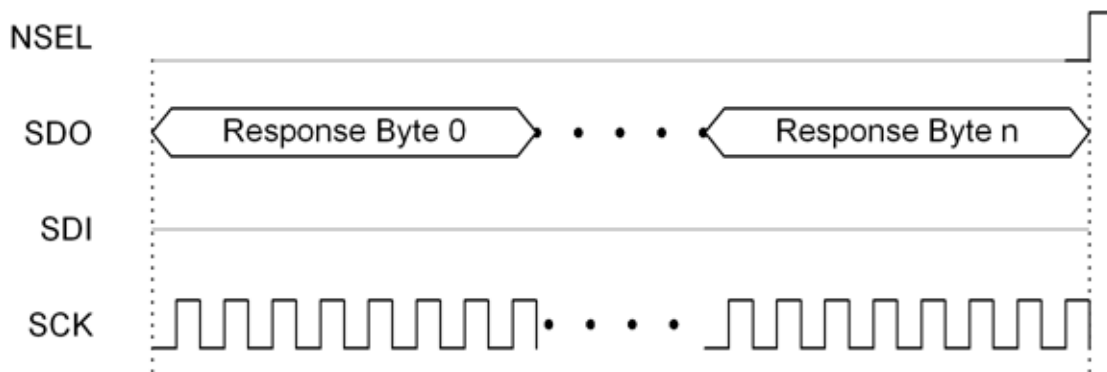 NSEL
SDO Response Byte 0 Response Byte n
SDI
SCK